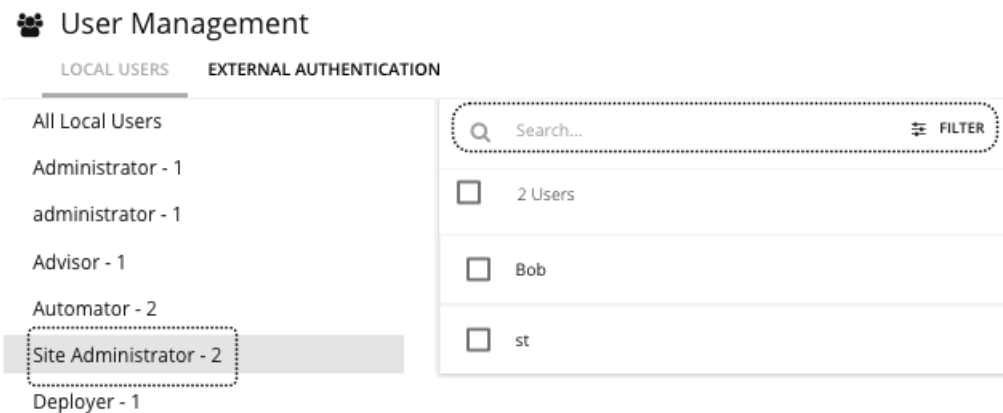 User Management
LOCAL USERS EXTERNAL AUTHENTICATION
All Local Users
Administrator - 1
administrator - 1
Advisor - 1
Automator - 2
Site Administrator - 2
Deployer - 1
Search... FILTER
2 Users
Bob
st